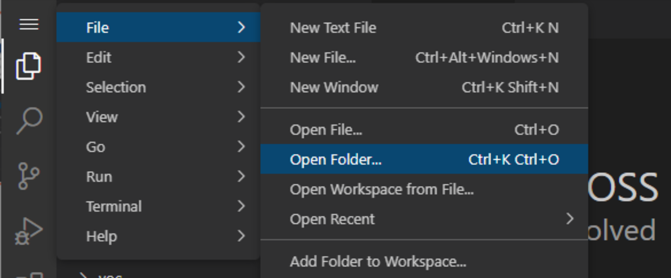 File
Edit
Selection
View
Go
Run
Terminal
Help
New Text File Ctrl+K N
New File... Ctrl+Alt+Windows+N
New Window Ctrl+K Shift+N
Open File... Ctrl+O
Open Folder... Ctrl+K Ctrl+O
Open Workspace from File...
Open Recent
Add Folder to Workspace...
OSS
olved